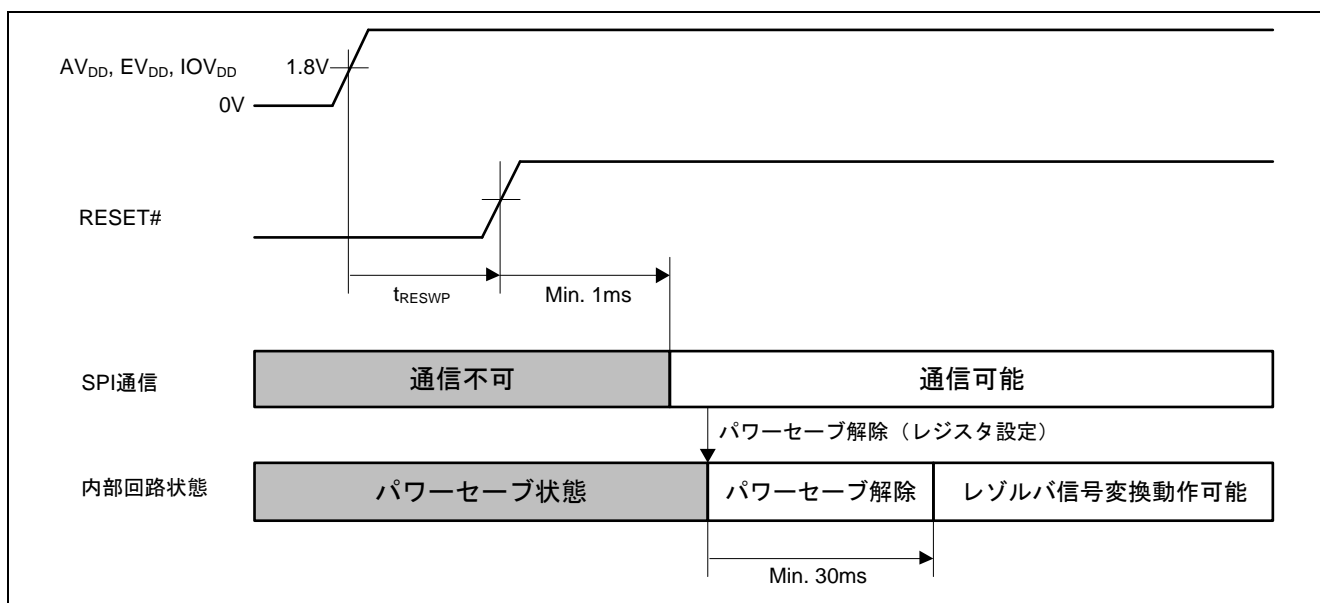 AVDD, EVDD, IOVDD 1.8V
0V
RESET#
tRESWP Min. 1ms
SPI通信 通信不可 通信可能
パワーセーブ解除（レジスタ設定）
内部回路状態 パワーセーブ状態 パワーセーブ解除 レゾルバ信号変換動作可能
Min. 30ms